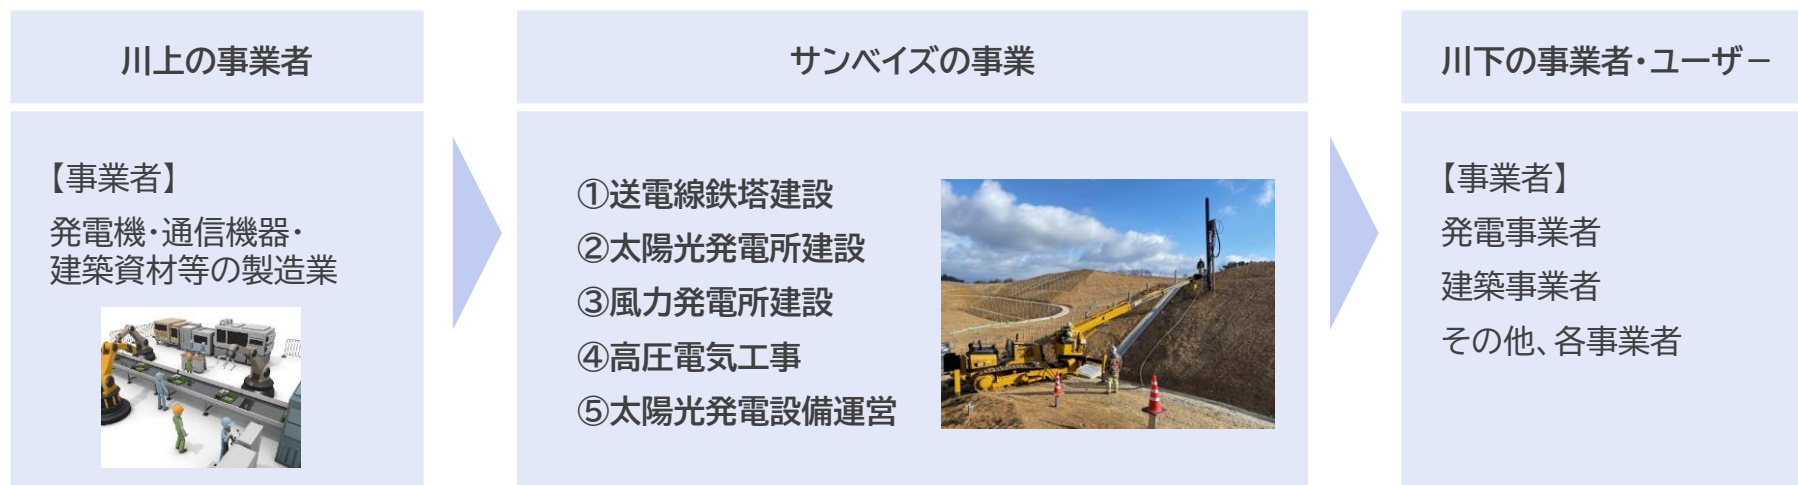 川上の事業者
【事業者】
発電機・通信機器・
建築資材等の製造業
サンベイズの事業
①送電線鉄塔建設
②太陽光発電所建設
③風力発電所建設
④高圧電気工事
⑤太陽光発電設備運営
川下の事業者・ユーザー
【事業者】
発電事業者
建築事業者
その他、各事業者